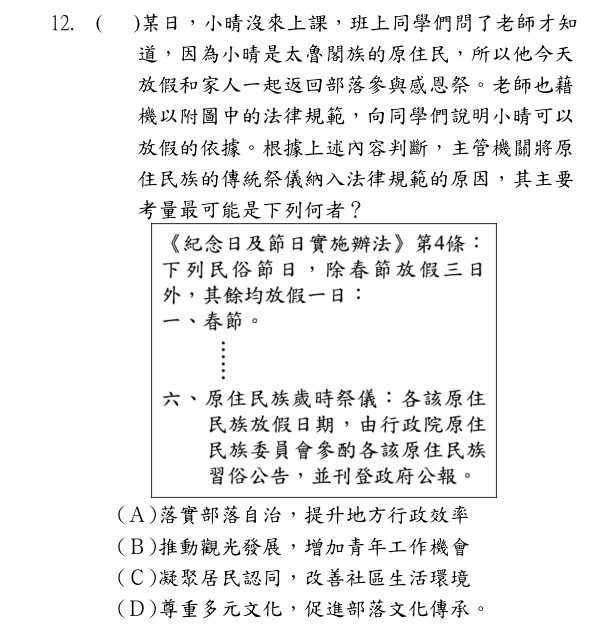 12. (　)某日，小晴沒來上課，班上同學們問了老師才知
道，因為小晴是太魯閣族的原住民，所以他今天
放假和家人一起返回部落參與感恩祭。老師也藉
機以附圖中的法律規範，向同學們說明小晴可以
放假的依據。根據上述內容判斷，主管機關將原
住民族的傳統祭儀納入法律規範的原因，其主要
考量最可能是下列何者？
《紀念日及節日實施辦法》第4條：
下列民俗節日，除春節放假三日
外，其餘均放假一日：
一、春節。
⋮
六、原住民族歲時祭儀：各該原住
民族放假日期，由行政院原住
民族委員會參酌各該原住民族
習俗公告，並刊登政府公報。
(A)落實部落自治，提升地方行政效率
(B)推動觀光發展，增加青年工作機會
(C)凝聚居民認同，改善社區生活環境
(D)尊重多元文化，促進部落文化傳承。